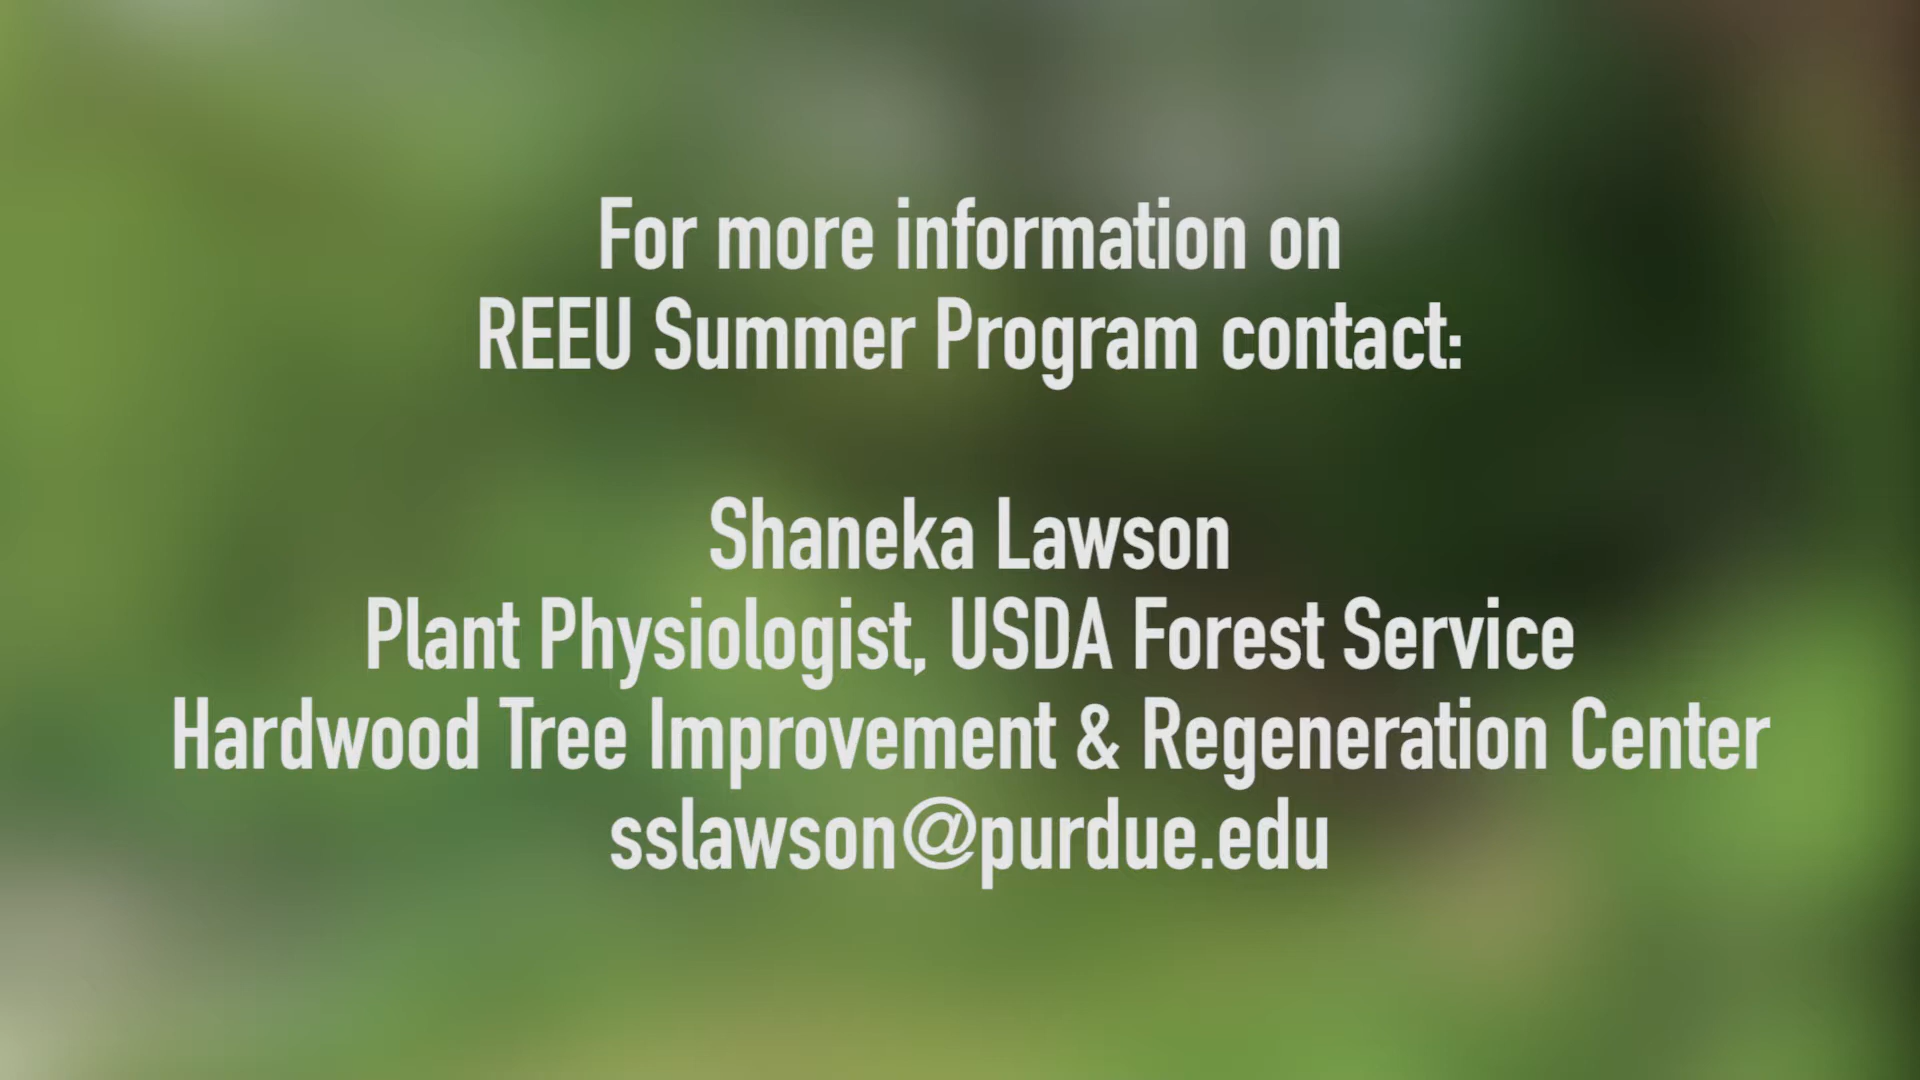 For more information on
REEU Summer Program contact:
Shaneka Lawson
Plant Physiologist, USDA Forest Service
Hardwood Tree Improvement & Regeneration Center
sslawson@purdue.edu